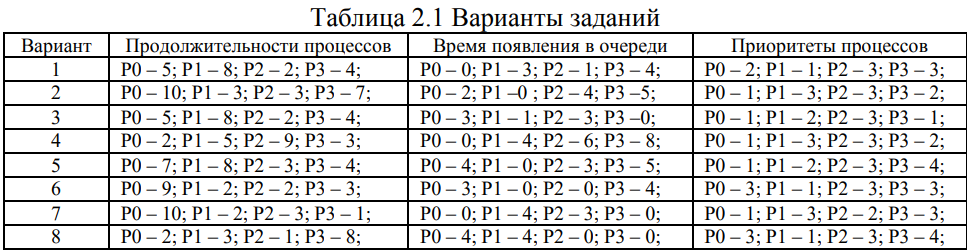 Таблица 2.1 Варианты заданий
Вариант Продолжительности процессов Время появления в очереди Приоритеты процессов
1 P0 – 5; P1 – 8; P2 – 2; P3 – 4; P0 – 0; P1 – 3; P2 – 1; P3 – 4; P0 – 2; P1 – 1; P2 – 3; P3 – 3;
2 P0 – 10; P1 – 3; P2 – 3; P3 – 7; P0 – 2; P1 –0 ; P2 – 4; P3 –5; P0 – 1; P1 – 3; P2 – 3; P3 – 2;
3 P0 – 5; P1 – 8; P2 – 2; P3 – 4; P0 – 3; P1 – 1; P2 – 3; P3 –0; P0 – 1; P1 – 2; P2 – 3; P3 – 1;
4 P0 – 2; P1 – 5; P2 – 9; P3 – 3; P0 – 0; P1 – 4; P2 – 6; P3 – 8; P0 – 1; P1 – 3; P2 – 3; P3 – 2;
5 P0 – 7; P1 – 8; P2 – 3; P3 – 4; P0 – 4; P1 – 0; P2 – 3; P3 – 5; P0 – 1; P1 – 2; P2 – 3; P3 – 4;
6 P0 – 9; P1 – 2; P2 – 2; P3 – 3; P0 – 3; P1 – 0; P2 – 0; P3 – 4; P0 – 3; P1 – 1; P2 – 3; P3 – 3;
7 P0 – 10; P1 – 2; P2 – 3; P3 – 1; P0 – 0; P1 – 4; P2 – 3; P3 – 0; P0 – 1; P1 – 3; P2 – 2; P3 – 3;
8 P0 – 2; P1 – 3; P2 – 1; P3 – 8; P0 – 4; P1 – 4; P2 – 0; P3 – 0; P0 – 3; P1 – 1; P2 – 3; P3 – 4;